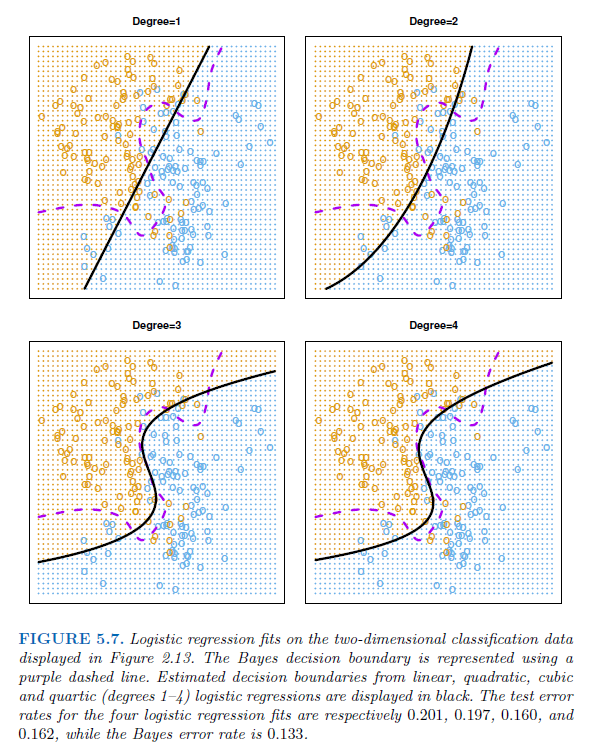 Degree=1
Degree=2
Degree=3
Degree=4
FIGURE 5.7. Logistic regression fits on the two-dimensional classification data
displayed in Figure 2.13. The Bayes decision boundary is represented using a
purple dashed line. Estimated decision boundaries from linear, quadratic, cubic
and quartic (degrees 1–4) logistic regressions are displayed in black. The test error
rates for the four logistic regression fits are respectively 0.201, 0.197, 0.160, and
0.162, while the Bayes error rate is 0.133.